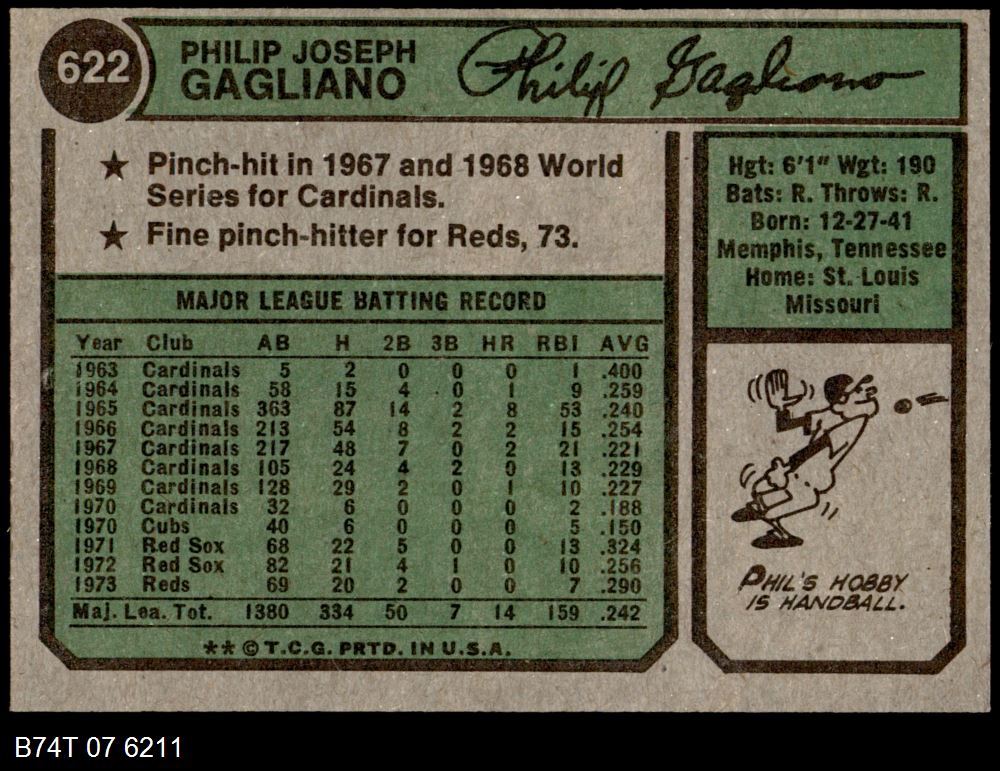 622
PHILIP JOSEPH
GAGLIANO
Philip Gagliano
★ Pinch-hit in 1967 and 1968 World
Series for Cardinals.
★ Fine pinch-hitter for Reds, 73.
Hgt: 6'1" Wgt: 190
Bats: R. Throws: R.
Born: 12-27-41
Memphis, Tennessee
Home: St. Louis
Missouri
MAJOR LEAGUE BATTING RECORD
Year Club AB H 2B 3B HR RBI AVG
1963 Cardinals 5 2 0 0 0 1 .400
1964 Cardinals 58 15 4 0 1 9 .259
1965 Cardinals 363 87 14 2 8 53 .240
1966 Cardinals 213 54 8 2 2 15 .254
1967 Cardinals 217 48 7 0 2 21 .221
1968 Cardinals 105 24 4 2 0 13 .229
1969 Cardinals 128 29 2 0 1 10 .227
1970 Cardinals 32 6 0 0 0 2 .188
1970 Cubs 40 6 0 0 0 5 .150
1971 Red Sox 68 22 5 0 0 13 .324
1972 Red Sox 82 21 4 1 0 10 .256
1973 Reds 69 20 2 0 0 7 .290
Maj. Lea. Tot. 1380 334 50 7 14 159 .242
** © T.C.G. PRTD. IN U.S.A.
PHIL'S HOBBY
IS HANDBALL.
B74T 07 6211